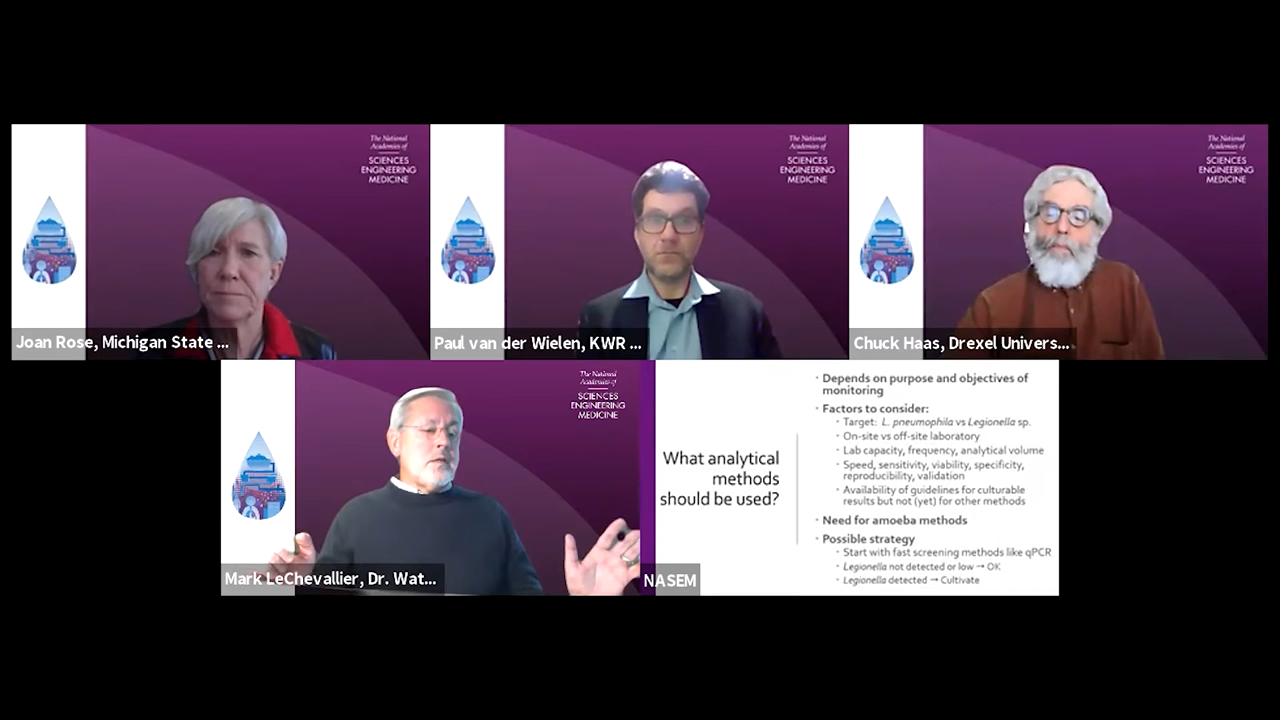 The National
Academies of
SCIENCES
ENGINEERING
MEDICINE
Joan Rose, Michigan State ...
The National
Academies of
SCIENCES
ENGINEERING
MEDICINE
Paul van der Wielen, KWR ...
The National
Academies of
SCIENCES
ENGINEERING
MEDICINE
Chuck Haas, Drexel Univers...
The National
Academies of
SCIENCES
ENGINEERING
MEDICINE
Mark LeChevallier, Dr. Wat...
What analytical
methods
should be used?
· Depends on purpose and objectives of
monitoring
· Factors to consider:
· Target: L. pneumophila vs Legionella sp.
· On-site vs off-site laboratory
· Lab capacity, frequency, analytical volume
· Speed, sensitivity, viability, specificity,
reproducibility, validation
· Availability of guidelines for culturable
results but not (yet) for other methods
· Need for amoeba methods
· Possible strategy
· Start with fast screening methods like qPCR
· Legionella not detected or low → OK
· Legionella detected → Cultivate
NASEM